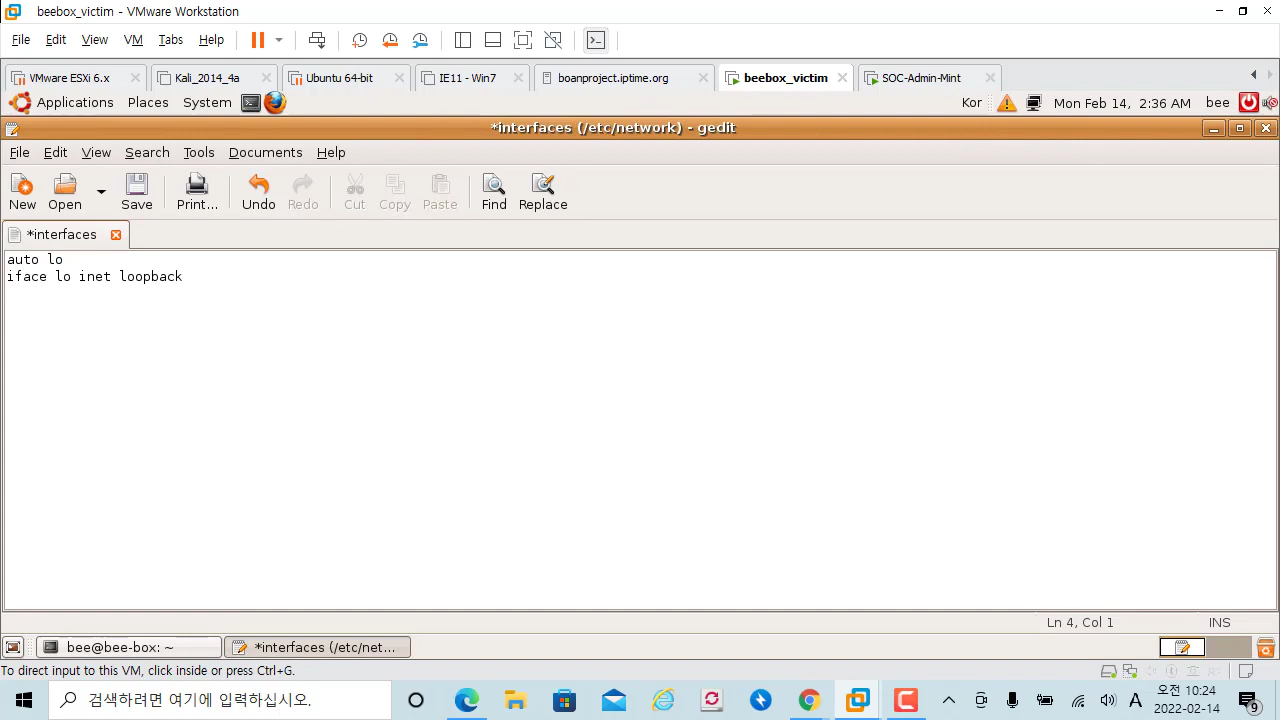 beebox_victim - VMware Workstation
File Edit View VM Tabs Help
VMware ESXi 6.x Kali_2014_4a Ubuntu 64-bit IE11 - Win7 boanproject.iptime.org beebox_victim SOC-Admin-Mint
Applications Places System Kor Mon Feb 14, 2:36 AM bee
*interfaces (/etc/network) - gedit
File Edit View Search Tools Documents Help
New Open Save Print... Undo Redo Cut Copy Paste Find Replace
*interfaces
auto lo
iface lo inet loopback
Ln 4, Col 1 INS
bee@bee-box: ~ *interfaces (/etc/net...
To direct input to this VM, click inside or press Ctrl+G.
검색하려면 여기에 입력하십시오. A 오전 10:24
2022-02-14 9